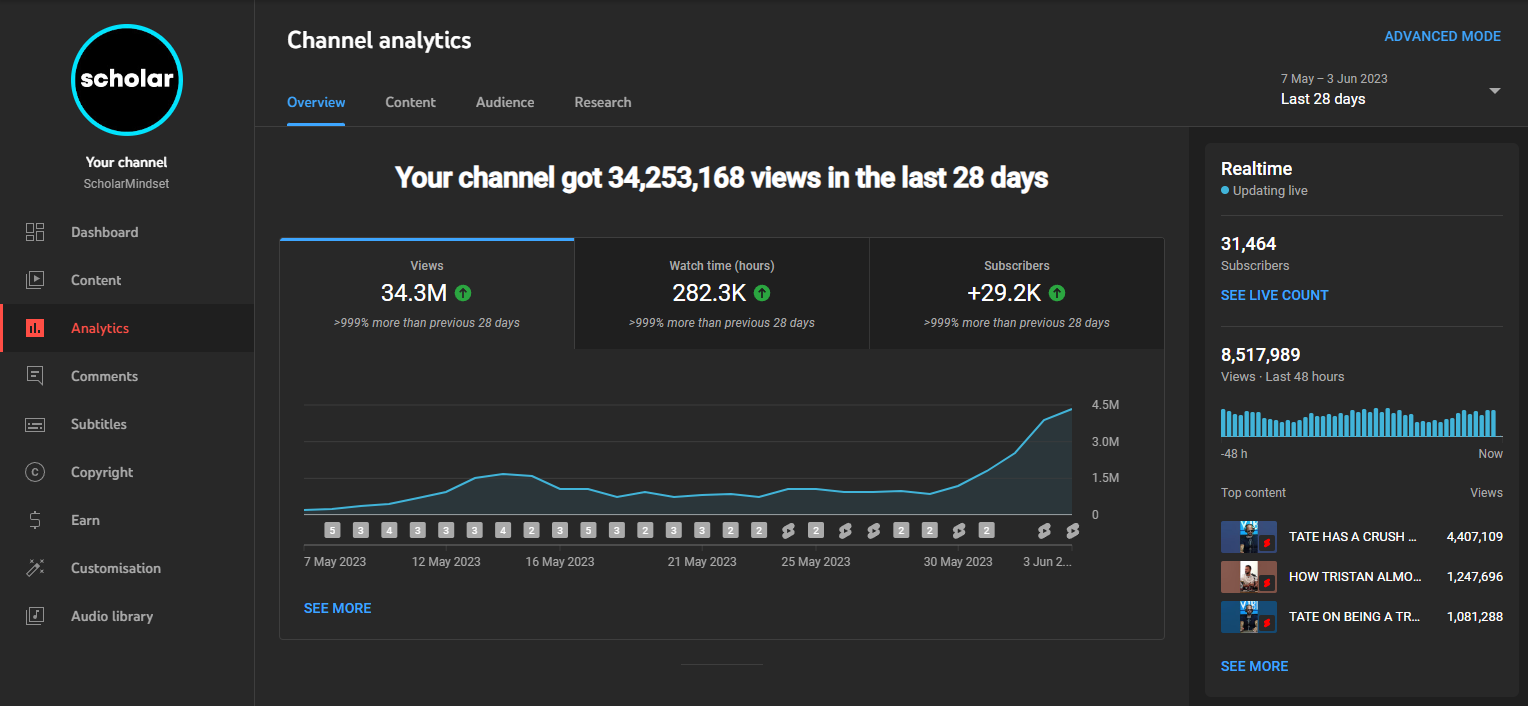 scholar
Your channel
ScholarMindset
Dashboard
Content
Analytics
Comments
Subtitles
Copyright
Earn
Customisation
Audio library
Channel analytics
ADVANCED MODE
Overview Content Audience Research
7 May – 3 Jun 2023
Last 28 days
Your channel got 34,253,168 views in the last 28 days
Views
34.3M
>999% more than previous 28 days
Watch time (hours)
282.3K
>999% more than previous 28 days
Subscribers
+29.2K
>999% more than previous 28 days
4.5M
3.0M
1.5M
0
5 3 4 3 3 3 4 2 3 5 3 2 3 3 2 2 2 2 2 2
7 May 2023 12 May 2023 16 May 2023 21 May 2023 25 May 2023 30 May 2023 3 Jun 2...
SEE MORE
Realtime
Updating live
31,464
Subscribers
SEE LIVE COUNT
8,517,989
Views · Last 48 hours
-48 h Now
Top content Views
TATE HAS A CRUSH ... 4,407,109
HOW TRISTAN ALMO... 1,247,696
TATE ON BEING A TR... 1,081,288
SEE MORE